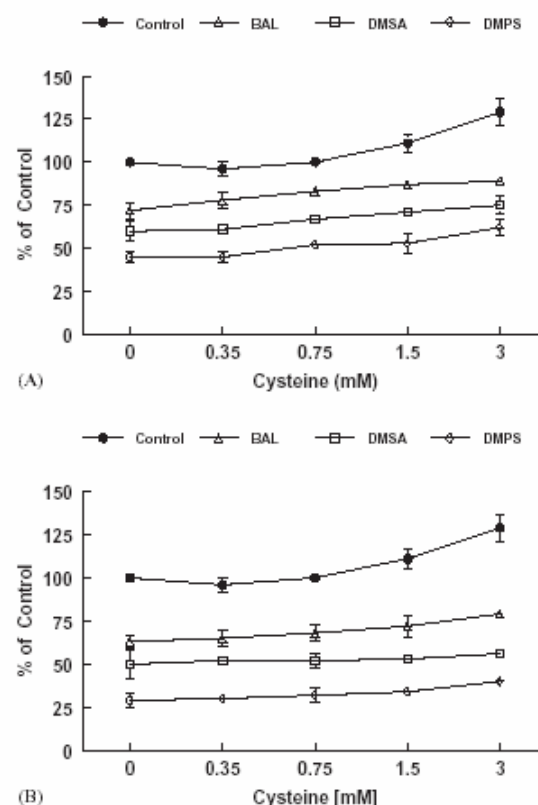 Control BAL DMSA DMPS
150
125
100
75
50
25
0
% of Control
0 0.35 0.75 1.5 3
(A) Cysteine (mM)
Control BAL DMSA DMPS
150
125
100
75
50
25
0
% of Control
0 0.35 0.75 1.5 3
(B) Cysteine [mM]